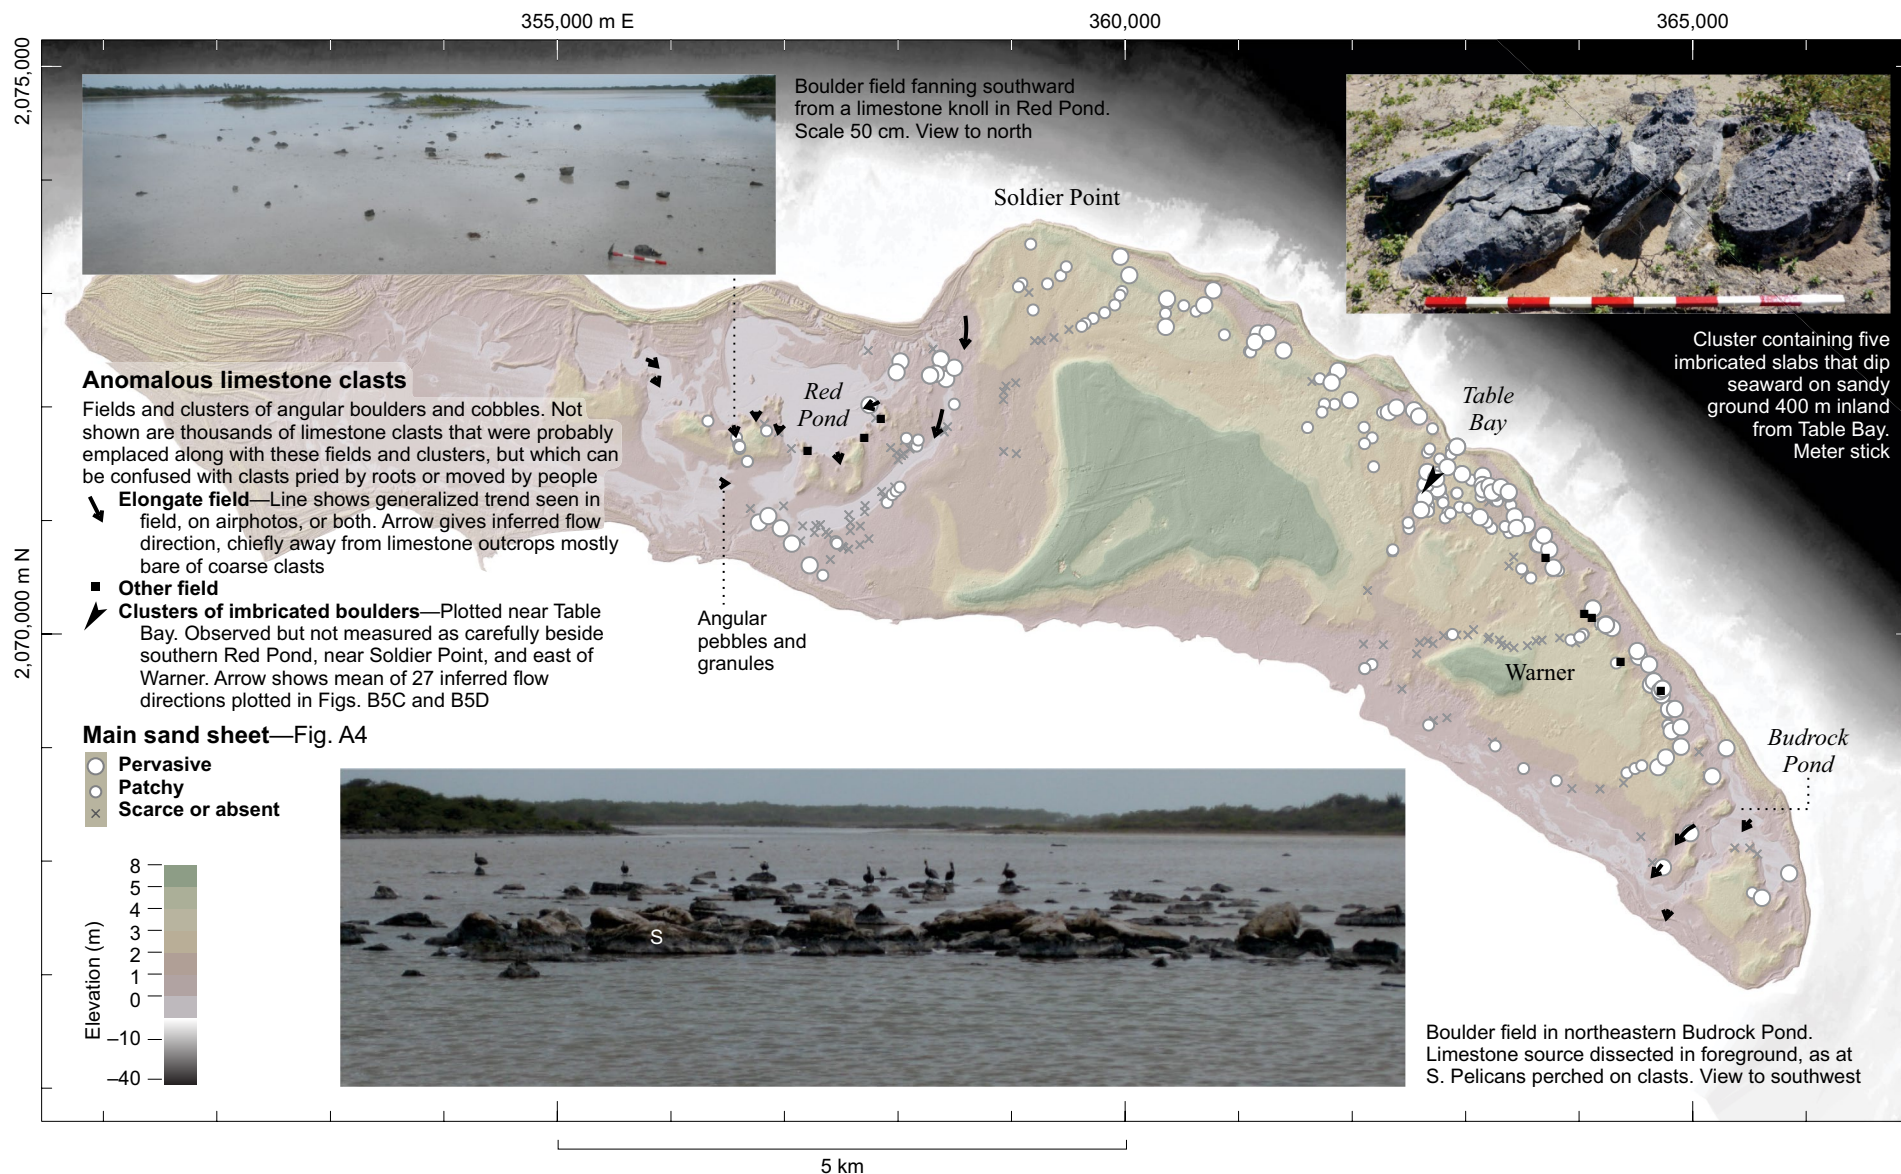 355,000 m E
360,000
365,000
2,075,000
2,070,000 m N
Boulder field fanning southward
from a limestone knoll in Red Pond.
Scale 50 cm. View to north
Soldier Point
Cluster containing five
imbricated slabs that dip
seaward on sandy
ground 400 m inland
from Table Bay.
Meter stick
Table
Bay
Red
Pond
Anomalous limestone clasts
Fields and clusters of angular boulders and cobbles. Not
shown are thousands of limestone clasts that were probably
emplaced along with these fields and clusters, but which can
be confused with clasts pried by roots or moved by people
Elongate field—Line shows generalized trend seen in
field, on airphotos, or both. Arrow gives inferred flow
direction, chiefly away from limestone outcrops mostly
bare of coarse clasts
Other field
Clusters of imbricated boulders—Plotted near Table
Bay. Observed but not measured as carefully beside
southern Red Pond, near Soldier Point, and east of
Warner. Arrow shows mean of 27 inferred flow
directions plotted in Figs. B5C and B5D
Angular
pebbles and
granules
Warner
Budrock
Pond
Main sand sheet—Fig. A4
Pervasive
Patchy
Scarce or absent
Elevation (m)
8
5
4
3
2
1
0
–10
–40
S
Boulder field in northeastern Budrock Pond.
Limestone source dissected in foreground, as at
S. Pelicans perched on clasts. View to southwest
5 km